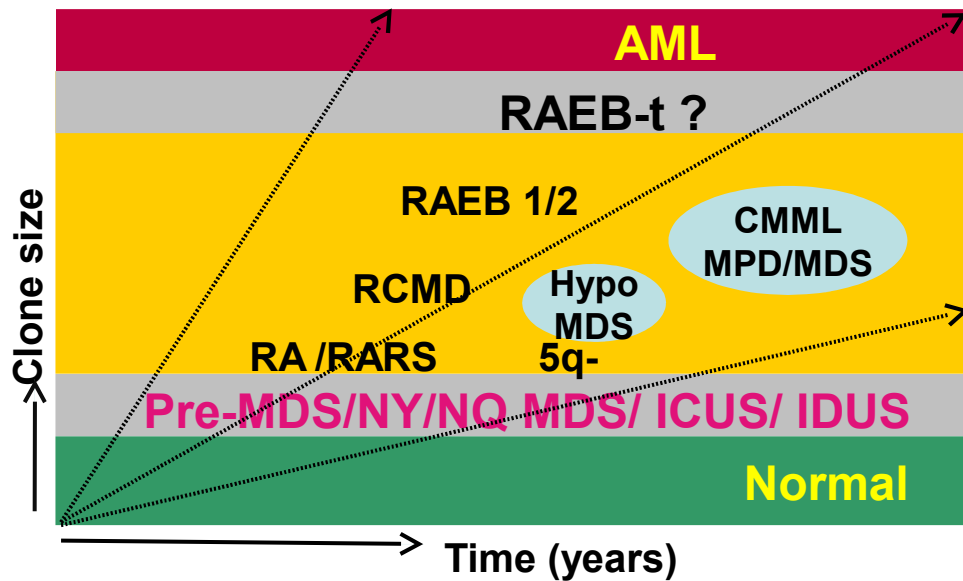 AML
RAEB-t ?
RAEB 1/2
CMML
MPD/MDS
RCMD
Hypo
MDS
RA /RARS
5q-
Pre-MDS/NY/NQ MDS/ ICUS/ IDUS
Normal
Clone size
Time (years)